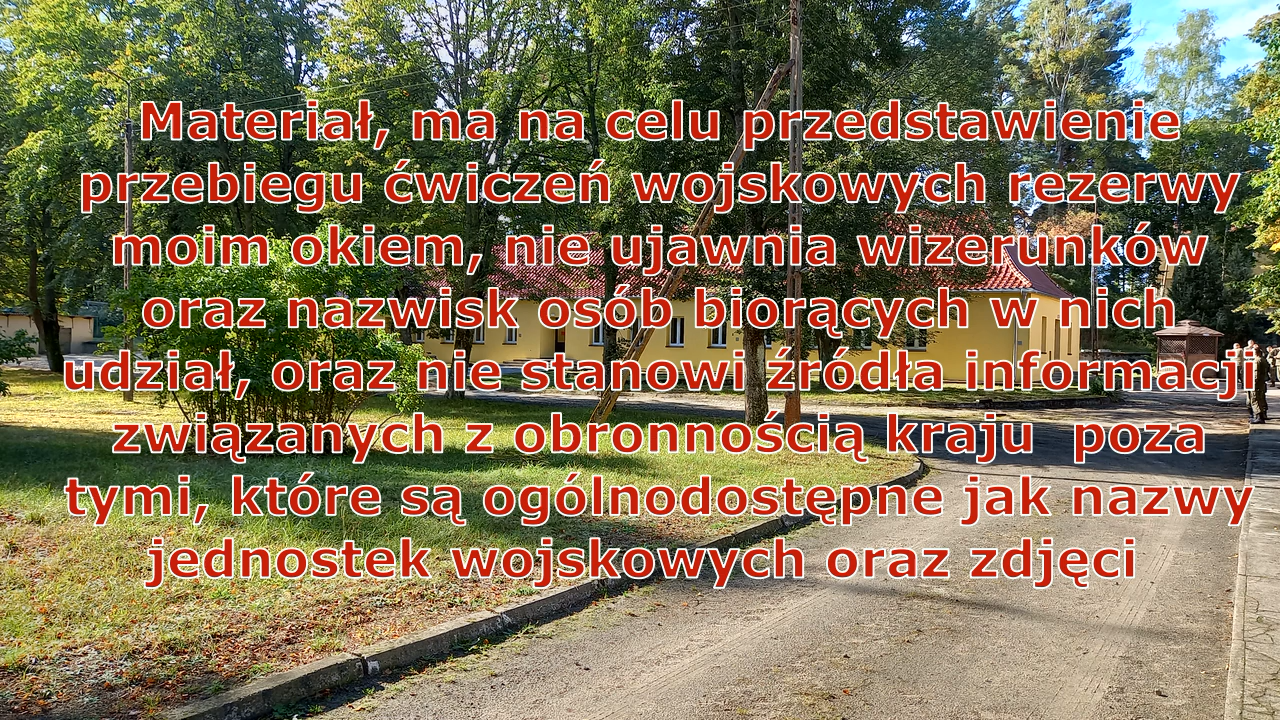 Materiał, ma na celu przedstawienie
przebiegu ćwiczeń wojskowych rezerwy
moim okiem, nie ujawnia wizerunków
oraz nazwisk osób biorących w nich
udział, oraz nie stanowi źródła informacji
związanych z obronnością kraju poza
tymi, które są ogólnodostępne jak nazwy
jednostek wojskowych oraz zdjęci